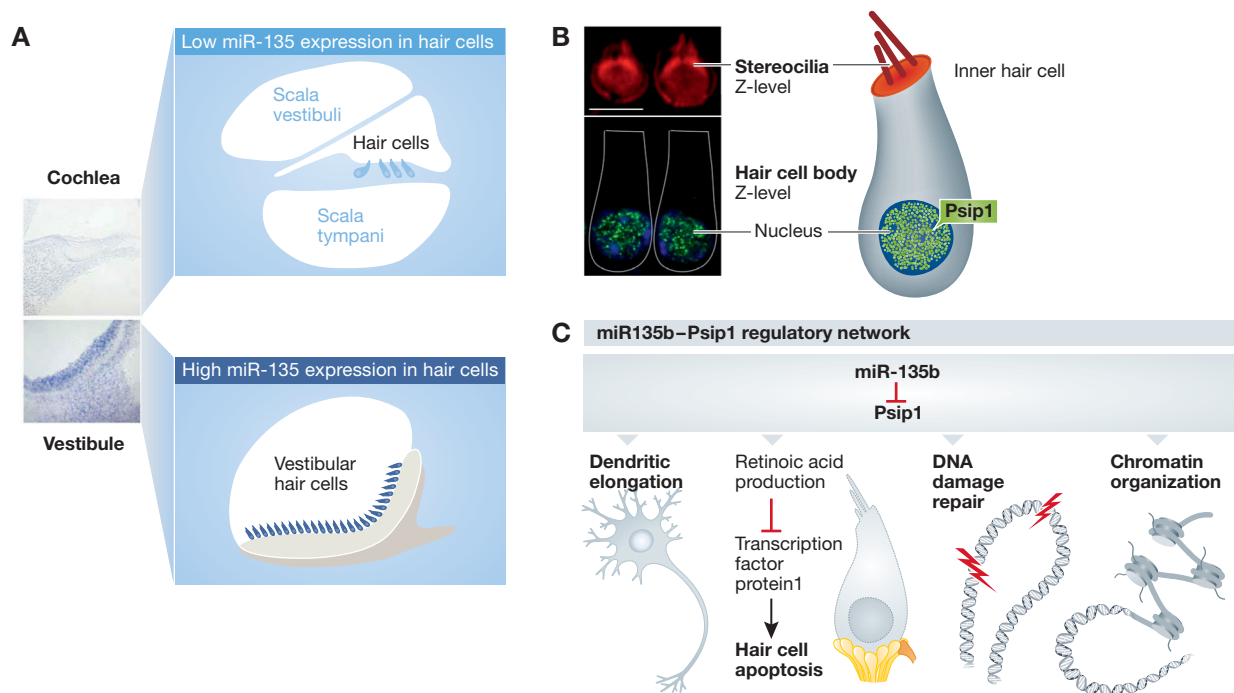 A
Low miR-135 expression in hair cells
Scala
vestibuli
Hair cells
Scala
tympani
Cochlea
Vestibule
High miR-135 expression in hair cells
Vestibular
hair cells
B
Stereocilia
Z-level
Inner hair cell
Hair cell body
Z-level
Psip1
Nucleus
C
miR135b–Psip1 regulatory network
miR-135b
Psip1
Dendritic
elongation
Retinoic acid
production
Transcription
factor
protein1
Hair cell
apoptosis
DNA
damage
repair
Chromatin
organization